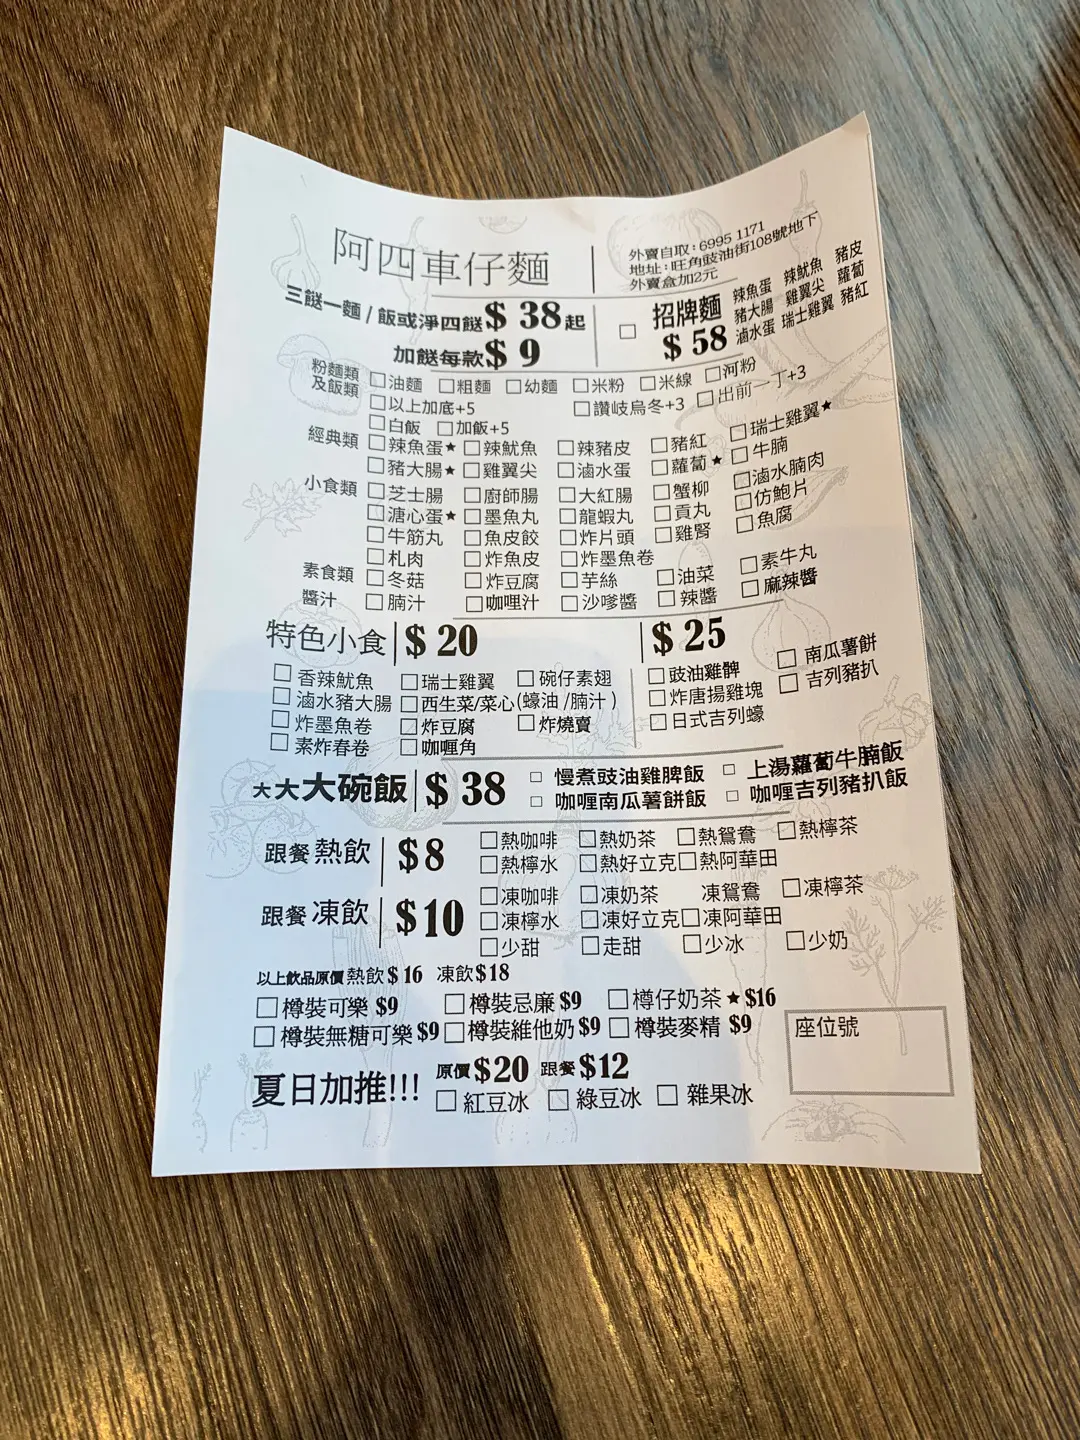 阿四車仔麵
外賣自取：6995 1171
地址：旺角豉油街108號地下
外賣盒加2元
三餸一麵 / 飯或淨四餸 $ 38起
加餸每款 $ 9
□ 招牌麵 $ 58
辣魚蛋 辣魷魚 豬皮
豬大腸 雞翼尖 蘿蔔
滷水蛋 瑞士雞翼 豬紅
粉麵類及飯類 □油麵 □粗麵 □幼麵 □米粉 □米線 □河粉
□以上加底+5 □讚岐烏冬+3 □出前一丁+3
□白飯 □加飯+5
經典類 □辣魚蛋★ □辣魷魚 □辣豬皮 □豬紅 □瑞士雞翼★
□豬大腸★ □雞翼尖 □滷水蛋 □蘿蔔★ □牛腩
小食類 □芝士腸 □廚師腸 □大紅腸 □蟹柳 □滷水腩肉
□溏心蛋★ □墨魚丸 □龍蝦丸 □貢丸 □仿鮑片
□牛筋丸 □魚皮餃 □炸片頭 □雞腎 □魚腐
□札肉 □炸魚皮 □炸墨魚卷
素食類 □冬菇 □炸豆腐 □芋絲 □油菜 □素牛丸
醬汁 □腩汁 □咖哩汁 □沙嗲醬 □辣醬 □麻辣醬
特色小食 $ 20
□香辣魷魚 □瑞士雞翼 □碗仔素翅
□滷水豬大腸 □西生菜/菜心(蠔油 /腩汁 )
□炸墨魚卷 □炸豆腐 □炸燒賣
□素炸春卷 □咖喱角
$ 25
□豉油雞髀 □南瓜薯餅
□炸唐揚雞塊 □吉列豬扒
□日式吉列蠔
大大大碗飯 $ 38 □ 慢煮豉油雞脾飯 □ 上湯蘿蔔牛腩飯
□ 咖喱南瓜薯餅飯 □ 咖喱吉列豬扒飯
跟餐熱飲 $8 □熱咖啡 □熱奶茶 □熱鴛鴦 □熱檸茶
□熱檸水 □熱好立克 □熱阿華田
跟餐凍飲 $10 □凍咖啡 □凍奶茶 凍鴛鴦 □凍檸茶
□凍檸水 □凍好立克 □凍阿華田
□少甜 □走甜 □少冰 □少奶
以上飲品原價熱飲$ 16 凍飲$18
□ 樽裝可樂 $9 □ 樽裝忌廉 $9 □ 樽仔奶茶★ $16
□ 樽裝無糖可樂 $9 □樽裝維他奶 $9 □ 樽裝麥精 $9
座位號
夏日加推!!! 原價 $20 跟餐 $12
□ 紅豆冰 □ 綠豆冰 □ 雜果冰